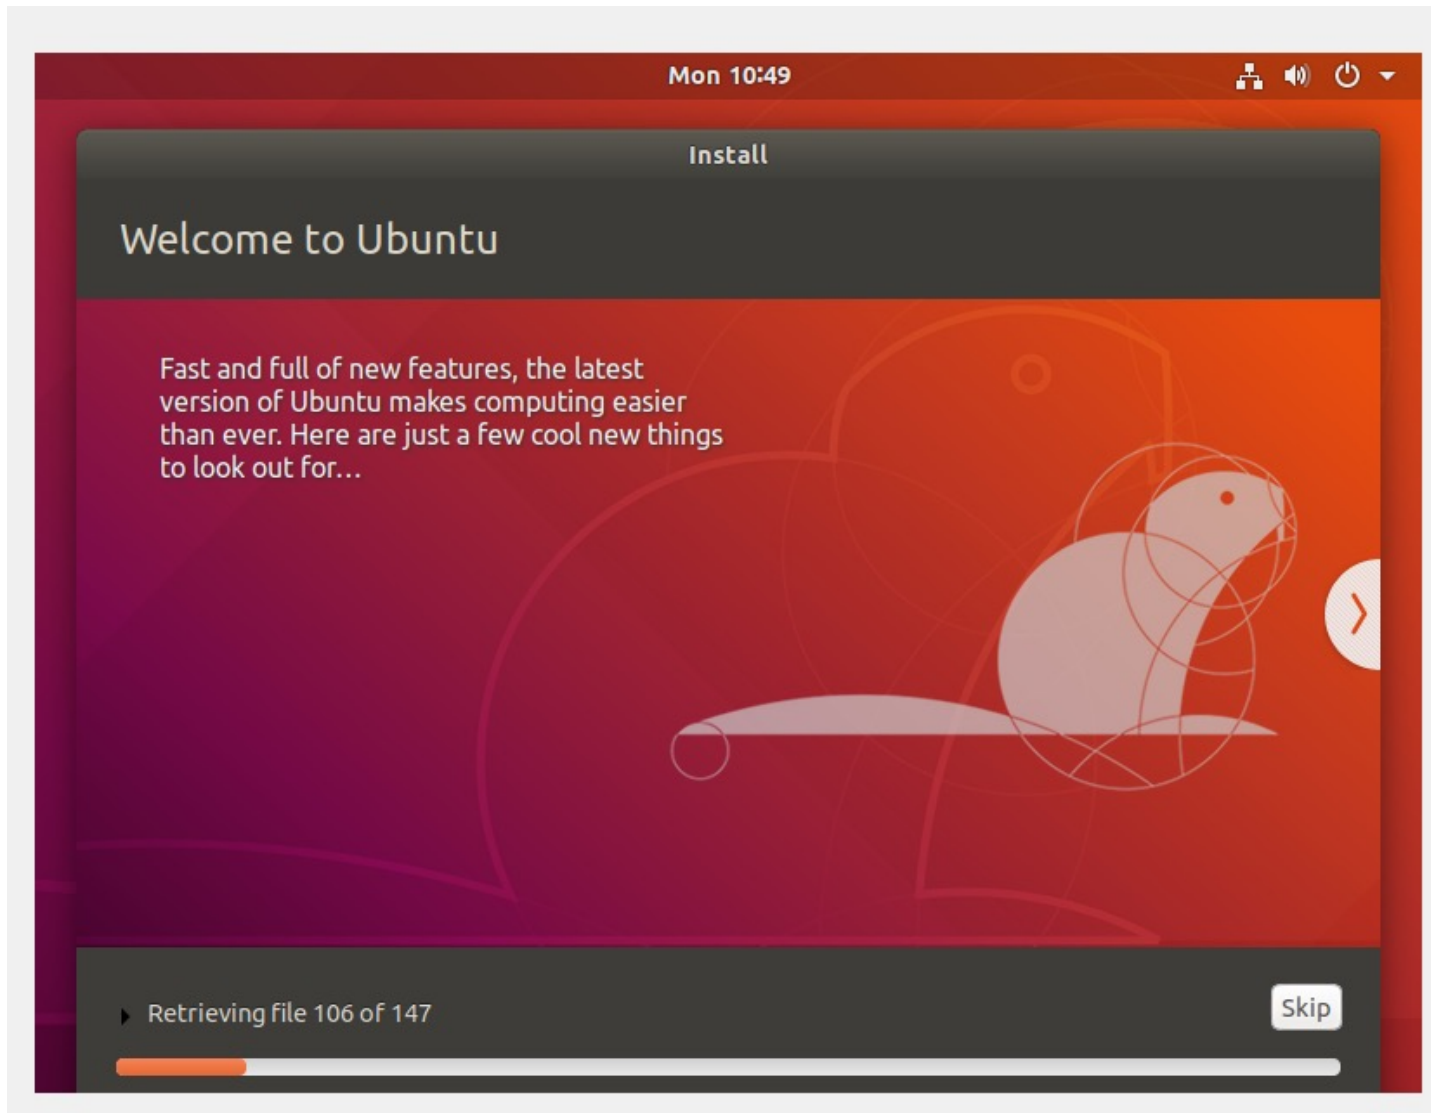 Mon 10:49
Install
Welcome to Ubuntu
Fast and full of new features, the latest
version of Ubuntu makes computing easier
than ever. Here are just a few cool new things
to look out for...
Retrieving file 106 of 147
Skip